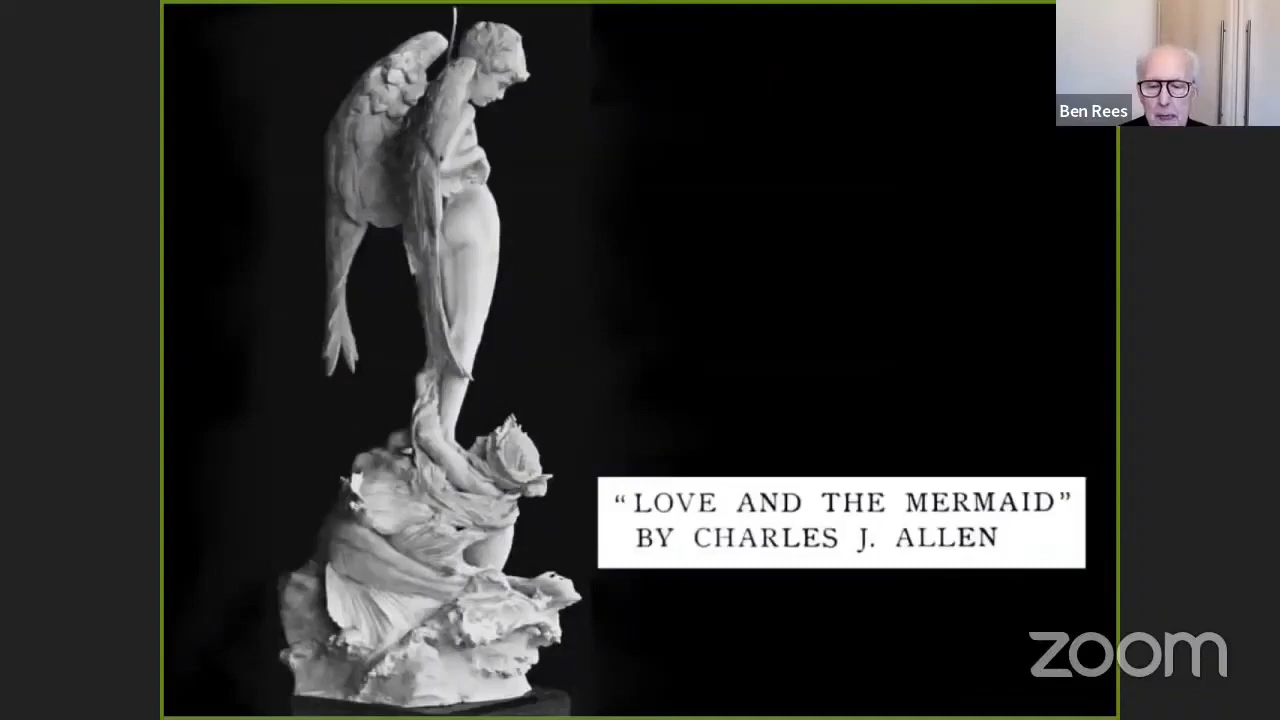 Ben Rees
“LOVE AND THE MERMAID”
BY CHARLES J. ALLEN
zoom